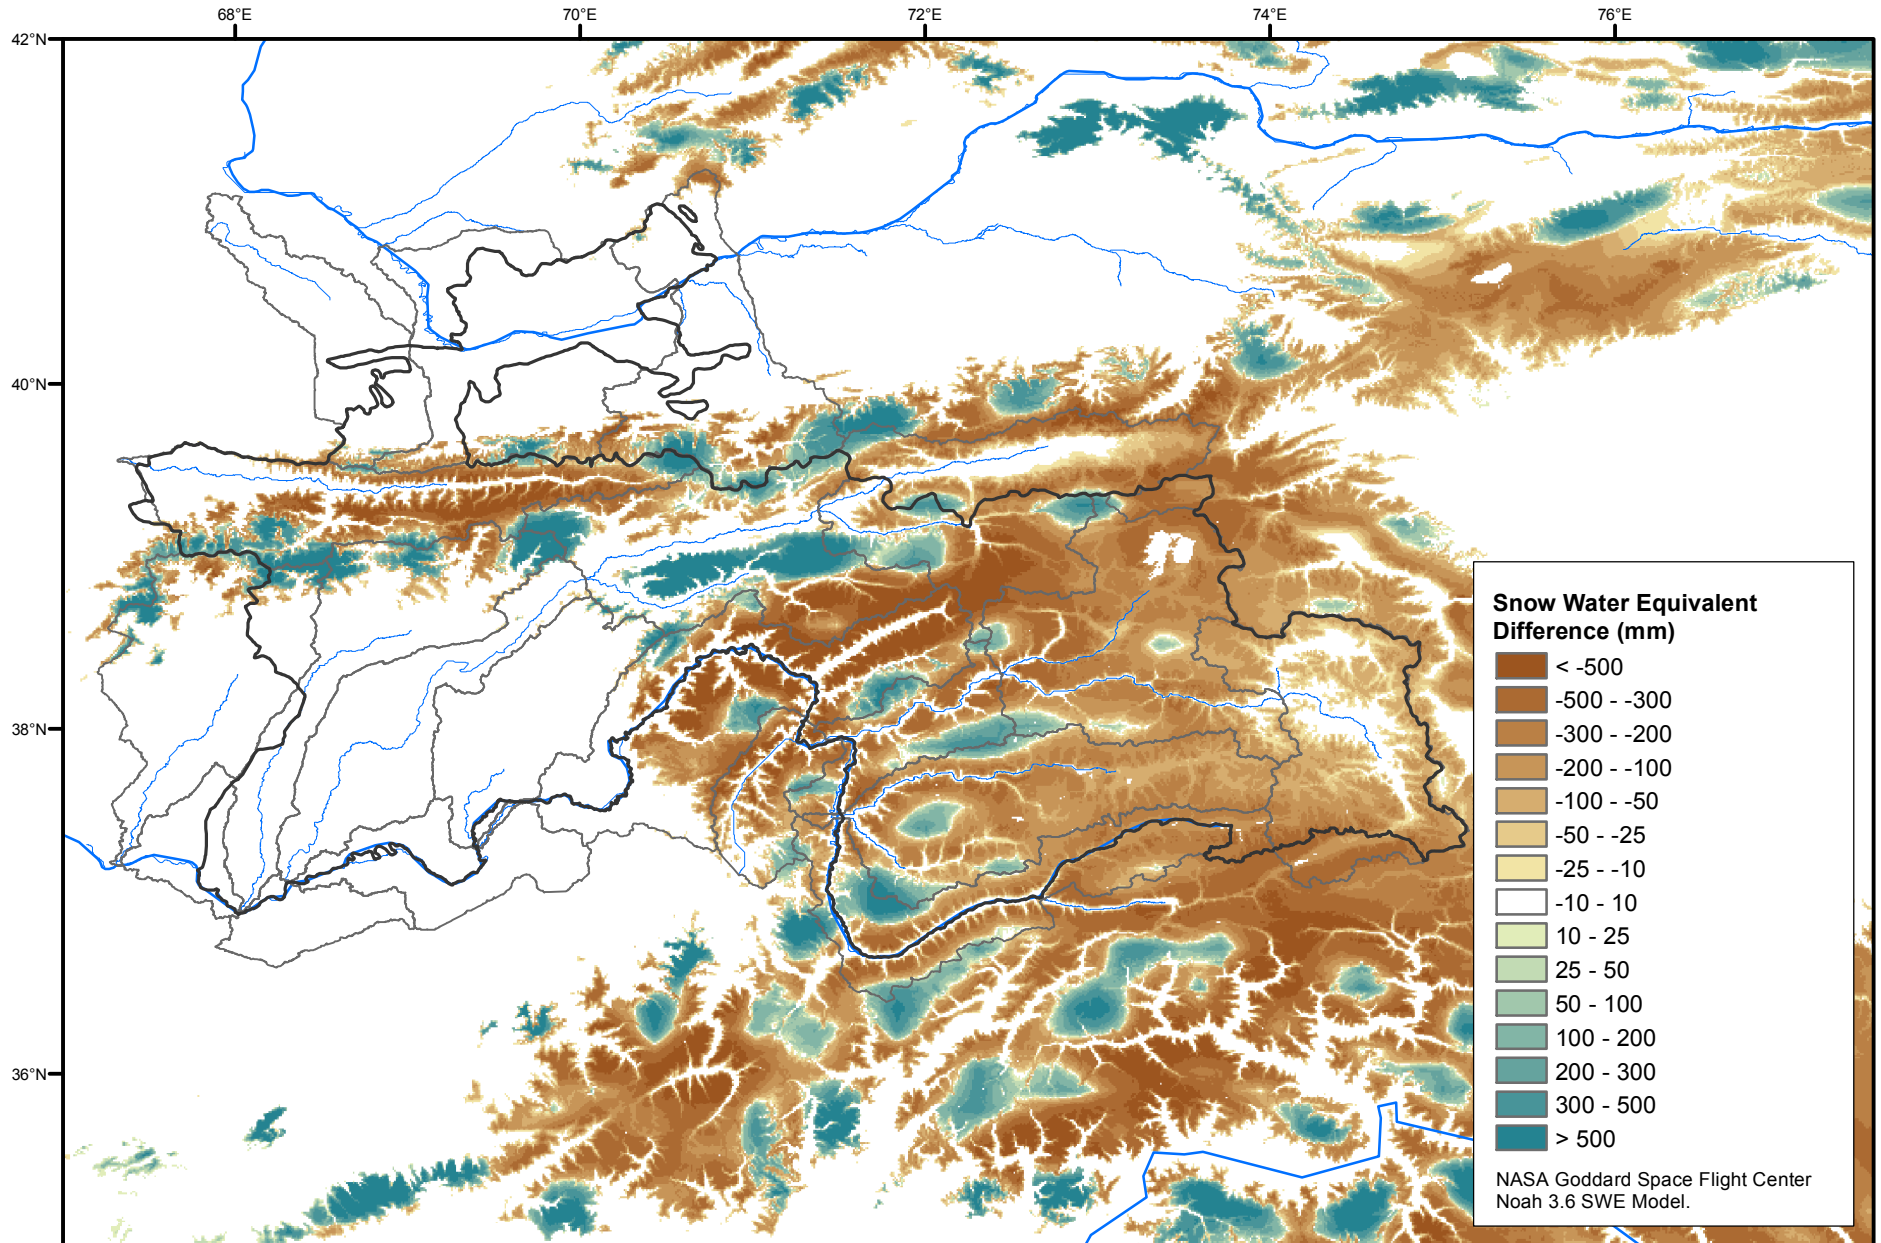 68°E
70°E
72°E
74°E
76°E
42°N
40°N
38°N
36°N
Snow Water Equivalent
Difference (mm)
< -500
-500 - -300
-300 - -200
-200 - -100
-100 - -50
-50 - -25
-25 - -10
-10 - 10
10 - 25
25 - 50
50 - 100
100 - 200
200 - 300
300 - 500
> 500
NASA Goddard Space Flight Center
Noah 3.6 SWE Model.